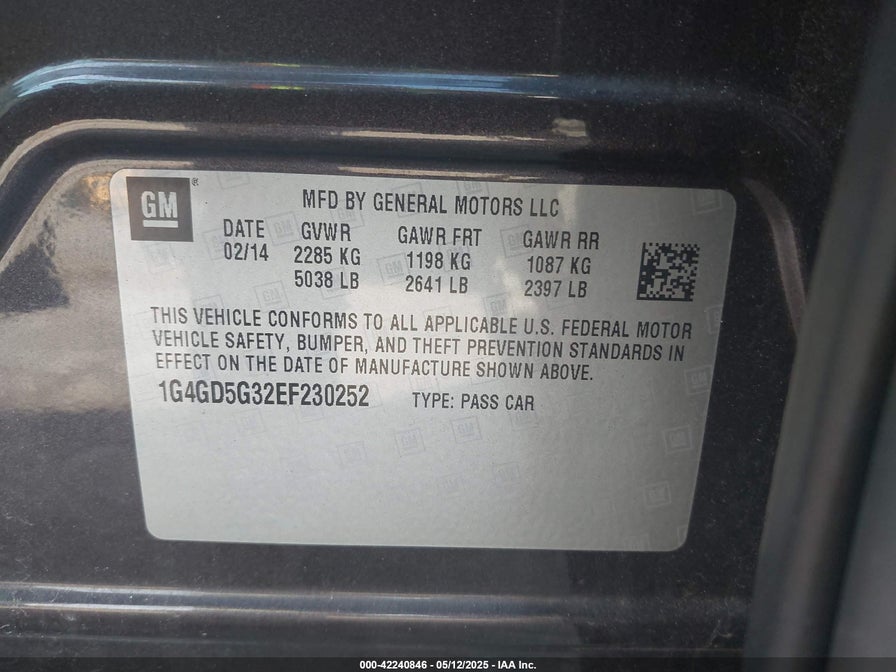 GM®
MFD BY GENERAL MOTORS LLC
DATE GVWR GAWR FRT GAWR RR
02/14 2285 KG 1198 KG 1087 KG
5038 LB 2641 LB 2397 LB
THIS VEHICLE CONFORMS TO ALL APPLICABLE U.S. FEDERAL MOTOR
VEHICLE SAFETY, BUMPER, AND THEFT PREVENTION STANDARDS IN
EFFECT ON THE DATE OF MANUFACTURE SHOWN ABOVE.
1G4GD5G32EF230252 TYPE: PASS CAR
000-42240846 - 05/12/2025 - IAA Inc.